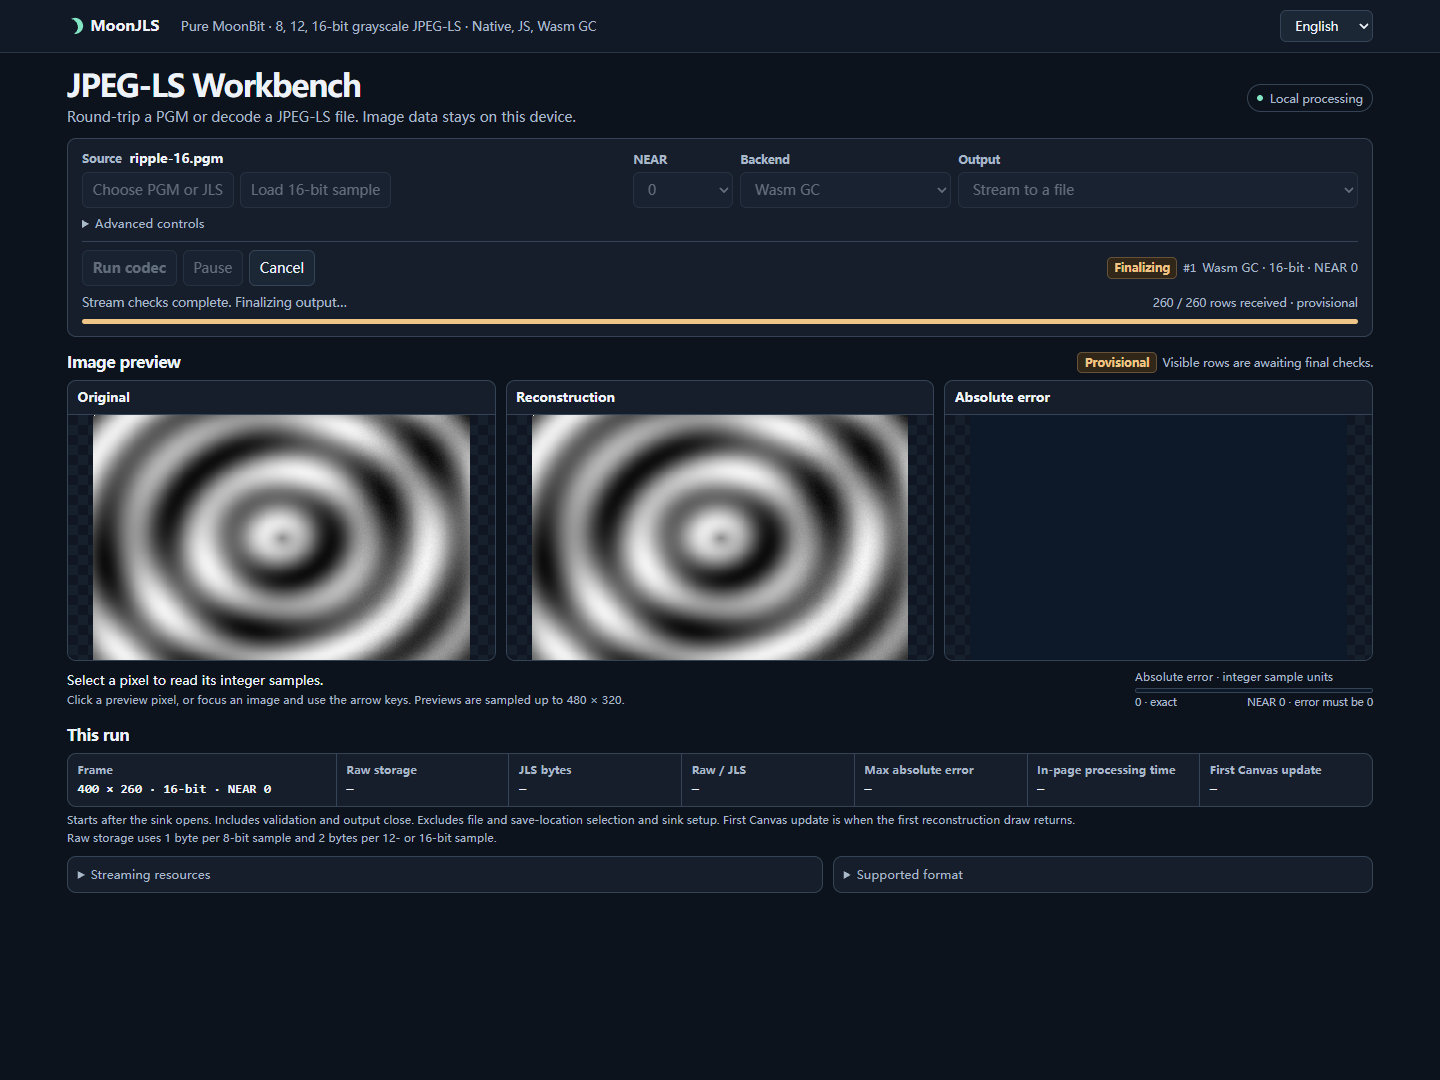 MoonJLS
Pure MoonBit · 8, 12, 16-bit grayscale JPEG-LS · Native, JS, Wasm GC
English
JPEG-LS Workbench
Round-trip a PGM or decode a JPEG-LS file. Image data stays on this device.
Local processing
Source ripple-16.pgm
NEAR
Backend
Output
Choose PGM or JLS
Load 16-bit sample
0
Wasm GC
Stream to a file
Advanced controls
Run codec
Pause
Cancel
Finalizing #1 Wasm GC · 16-bit · NEAR 0
Stream checks complete. Finalizing output...
260 / 260 rows received · provisional
Image preview
Provisional Visible rows are awaiting final checks.
Original
Reconstruction
Absolute error
Select a pixel to read its integer samples.
Click a preview pixel, or focus an image and use the arrow keys. Previews are sampled up to 480 × 320.
Absolute error · integer sample units
0 · exact
NEAR 0 · error must be 0
This run
Frame
400 × 260 · 16-bit · NEAR 0
Raw storage
—
JLS bytes
—
Raw / JLS
—
Max absolute error
—
In-page processing time
—
First Canvas update
—
Starts after the sink opens. Includes validation and output close. Excludes file and save-location selection and sink setup. First Canvas update is when the first reconstruction draw returns.
Raw storage uses 1 byte per 8-bit sample and 2 bytes per 12- or 16-bit sample.
Streaming resources
Supported format